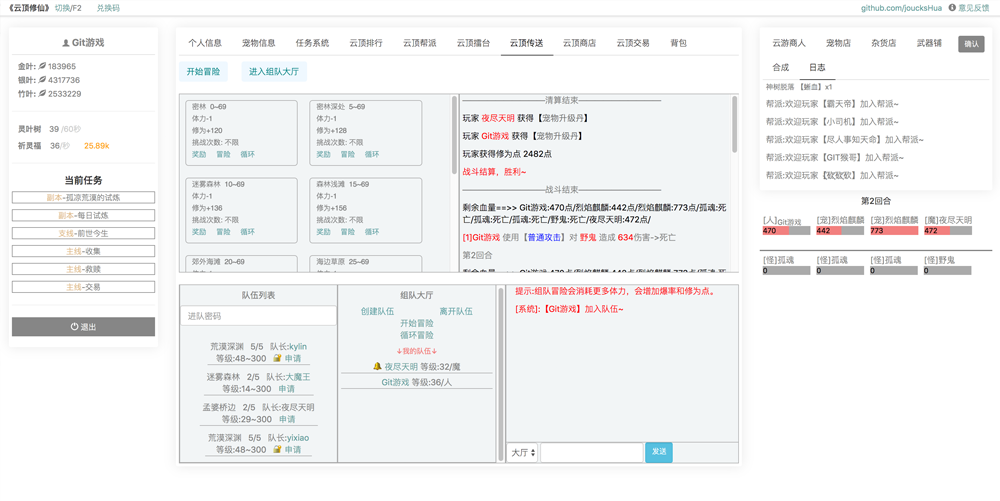 《云顶修仙》 切换/F2 兑换码
github.com/joucksHua 意见反馈
Git游戏
金叶: 183965
银叶: 4317736
竹叶: 2533229
灵叶树 39 /60秒
祈灵福 36/秒 25.89k
当前任务
副本-孤凉荒漠的试炼
副本-每日试炼
支线-前世今生
主线-收集
主线-救赎
主线-交易
退出
个人信息 宠物信息 任务系统 云顶排行 云顶帮派 云顶擂台 云顶传送 云顶商店 云顶交易 背包
开始冒险 进入组队大厅
密林 0~69
体力-1
修为+120
挑战次数: 不限
奖励 冒险 循环
密林深处 5~69
体力-1
修为+128
挑战次数: 不限
奖励 冒险 循环
迷雾森林 10~69
体力-1
修为+136
挑战次数: 不限
奖励 冒险 循环
森林浅滩 15~69
体力-1
修为+156
挑战次数: 不限
奖励 冒险 循环
郊外海滩 20~69
体力-1
海边草原 25~69
体力-1
清算结束
玩家 夜尽天明 获得【宠物升级丹】
玩家 Git游戏 获得【宠物升级丹】
玩家获得修为点 2482点
战斗结算，胜利~
战斗结束
剩余血量==>> Git游戏:470点/烈焰麒麟:442点/烈焰麒麟:773点/孤魂:死
亡/孤魂:死亡/孤魂:死亡/野鬼:死亡/夜尽天明:472点/
[1]Git游戏 使用【普通攻击】对 野鬼 造成 634伤害->死亡
第2回合
队伍列表
进队密码
荒漠深渊 5/5 队长:kylin
等级:48~300 申请
迷雾森林 2/5 队长:大魔王
等级:14~300 申请
孟婆桥边 2/5 队长:夜尽天明
等级:29~300 申请
荒漠深渊 5/5 队长:yixiao
等级:48~300 申请
组队大厅
创建队伍 离开队伍
开始冒险
循环冒险
↓我的队伍↓
夜尽天明 等级:32/魔
Git游戏 等级:36/人
提示:组队冒险会消耗更多体力，会增加爆率和修为点。
[系统]:【Git游戏】加入队伍~
大厅 发送
云游商人 宠物店 杂货店 武器铺 确认
合成 日志
神树脱落 【蜥血】x1
帮派:欢迎玩家【霸天帝】加入帮派~
帮派:欢迎玩家【小司机】加入帮派~
帮派:欢迎玩家【尽人事知天命】加入帮派~
帮派:欢迎玩家【GIT猴哥】加入帮派~
帮派:欢迎玩家【欲欲欲】加入帮派~
第2回合
[人]Git游戏 [宠]烈焰麒麟 [宠]烈焰麒麟 [魔]夜尽天明
470 442 773 472
[怪]孤魂 [怪]孤魂 [怪]孤魂 [怪]野鬼
0 0 0 0